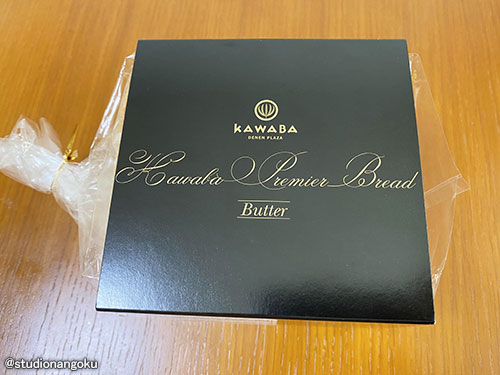 KAWABA
DENEN PLAZA
Kawaba Premier Bread
Butter
@studionangoku